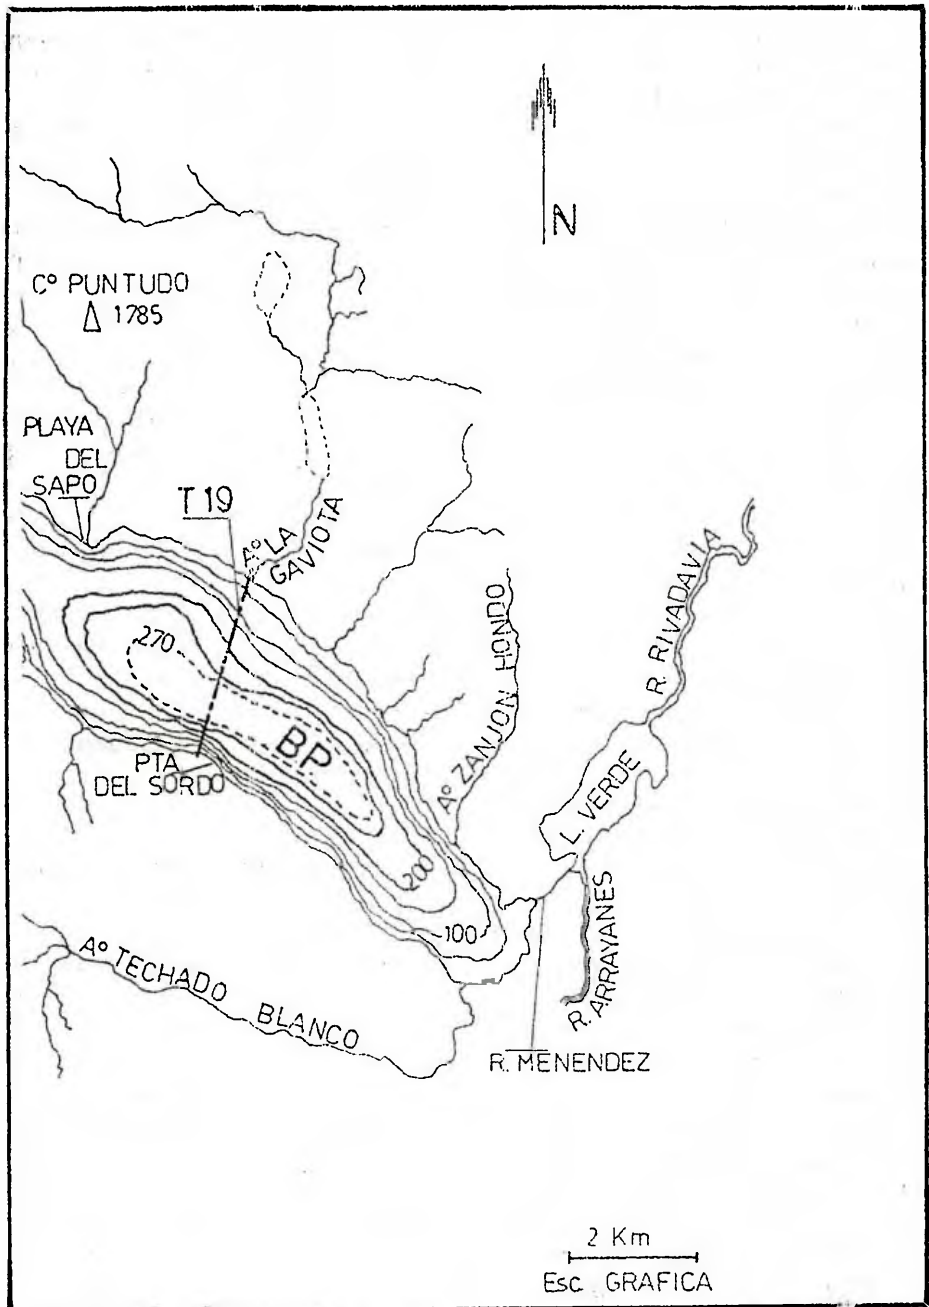 N
Cº PUNTUDO
1785
PLAYA
DEL
SAPO
T 19
Aº LA
GAVIOTA
270
BP
PTA
DEL SORDO
Aº ZANJON HONDO
R. RIVADAVIA
L. VERDE
200
100
R. ARRAYANES
Aº TECHADO BLANCO
R. MENENDEZ
2 Km
Esc GRAFICA